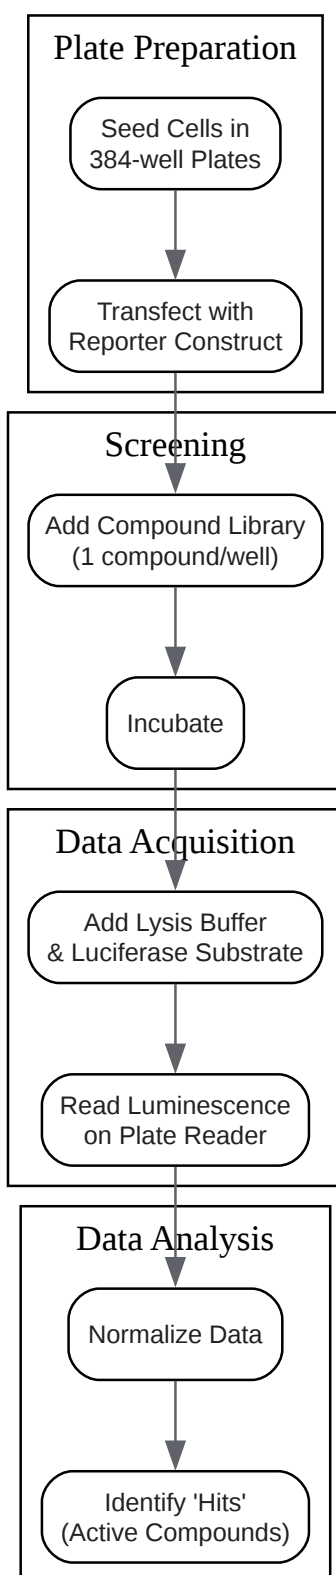 Plate Preparation
Seed Cells in
384-well Plates
Transfect with
Reporter Construct
Screening
Add Compound Library
(1 compound/well)
Incubate
Data Acquisition
Add Lysis Buffer
& Luciferase Substrate
Read Luminescence
on Plate Reader
Data Analysis
Normalize Data
Identify 'Hits'
(Active Compounds)